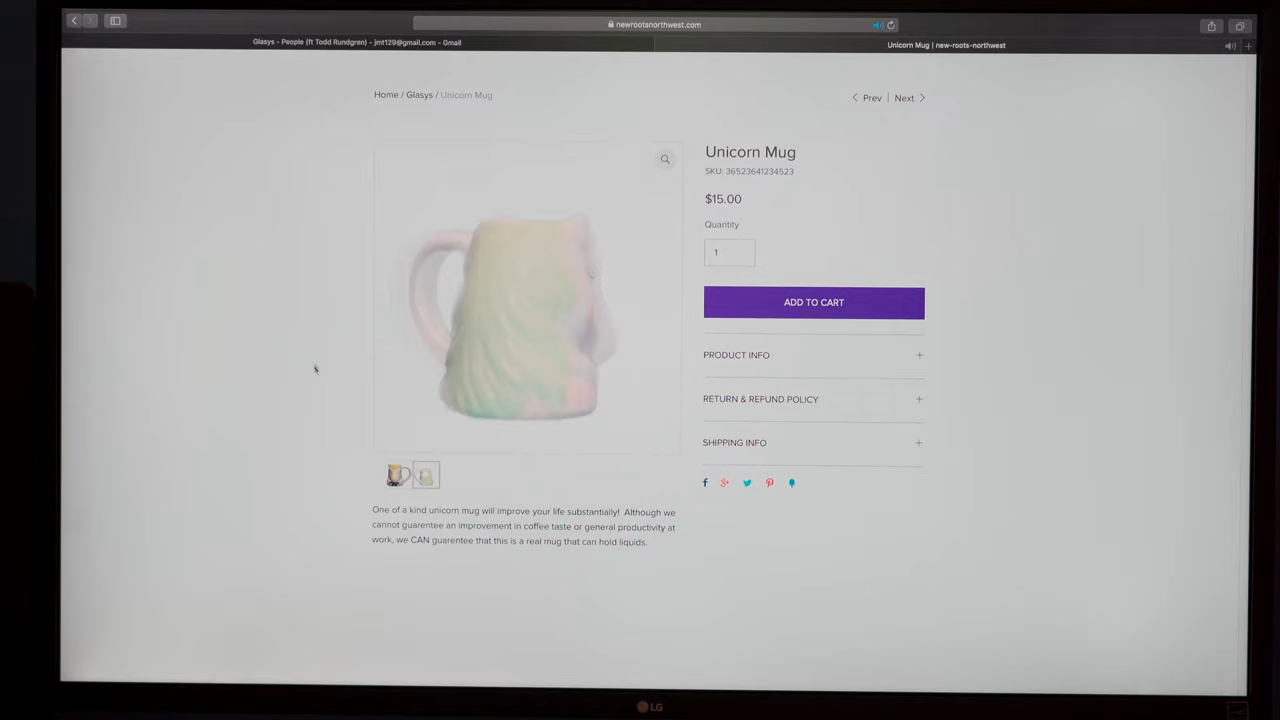 newrootsnorthwest.com
Glasys - People (ft Todd Rundgren) - jmt129@gmail.com - Gmail
Unicorn Mug | new-roots-northwest
Home / Glasys / Unicorn Mug
Prev | Next
Unicorn Mug
SKU: 36523641234523
$15.00
Quantity
1
ADD TO CART
PRODUCT INFO
RETURN & REFUND POLICY
SHIPPING INFO
One of a kind unicorn mug will improve your life substantially! Although we
cannot guarentee an improvement in coffee taste or general productivity at
work, we CAN guarentee that this is a real mug that can hold liquids.
LG